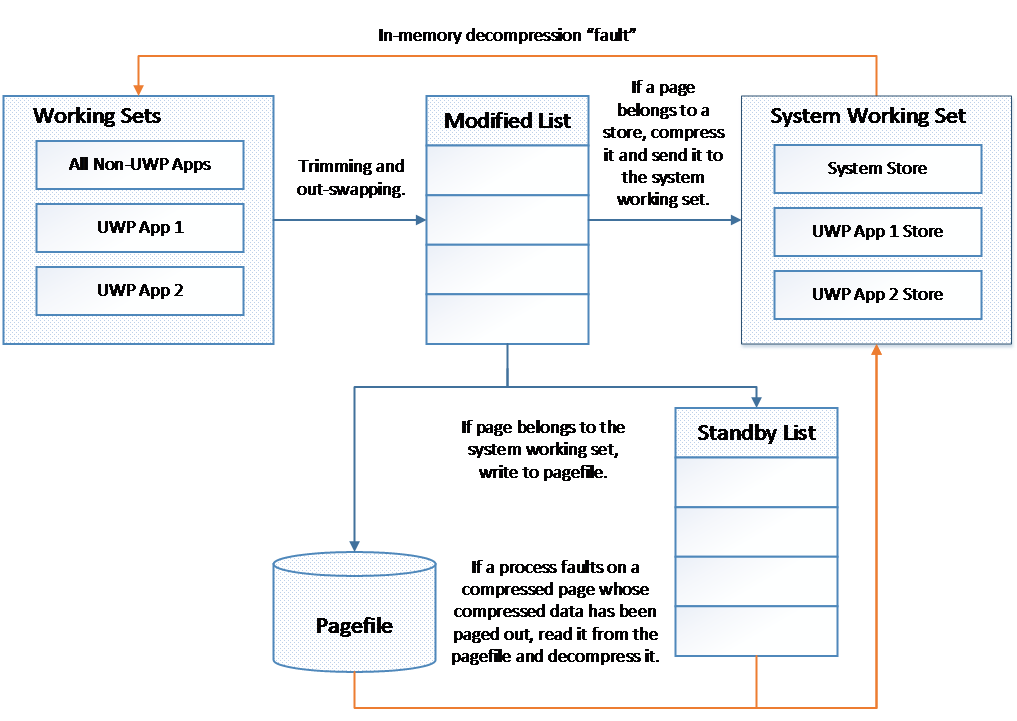 In-memory decompression “fault”
Working Sets
All Non-UWP Apps
UWP App 1
UWP App 2
Trimming and
out-swapping.
Modified List
If a page
belongs to a
store, compress
it and send it to
the system
working set.
System Working Set
System Store
UWP App 1 Store
UWP App 2 Store
If page belongs to the
system working set,
write to pagefile.
Standby List
Pagefile
If a process faults on a
compressed page whose
compressed data has been
paged out, read it from the
pagefile and decompress it.